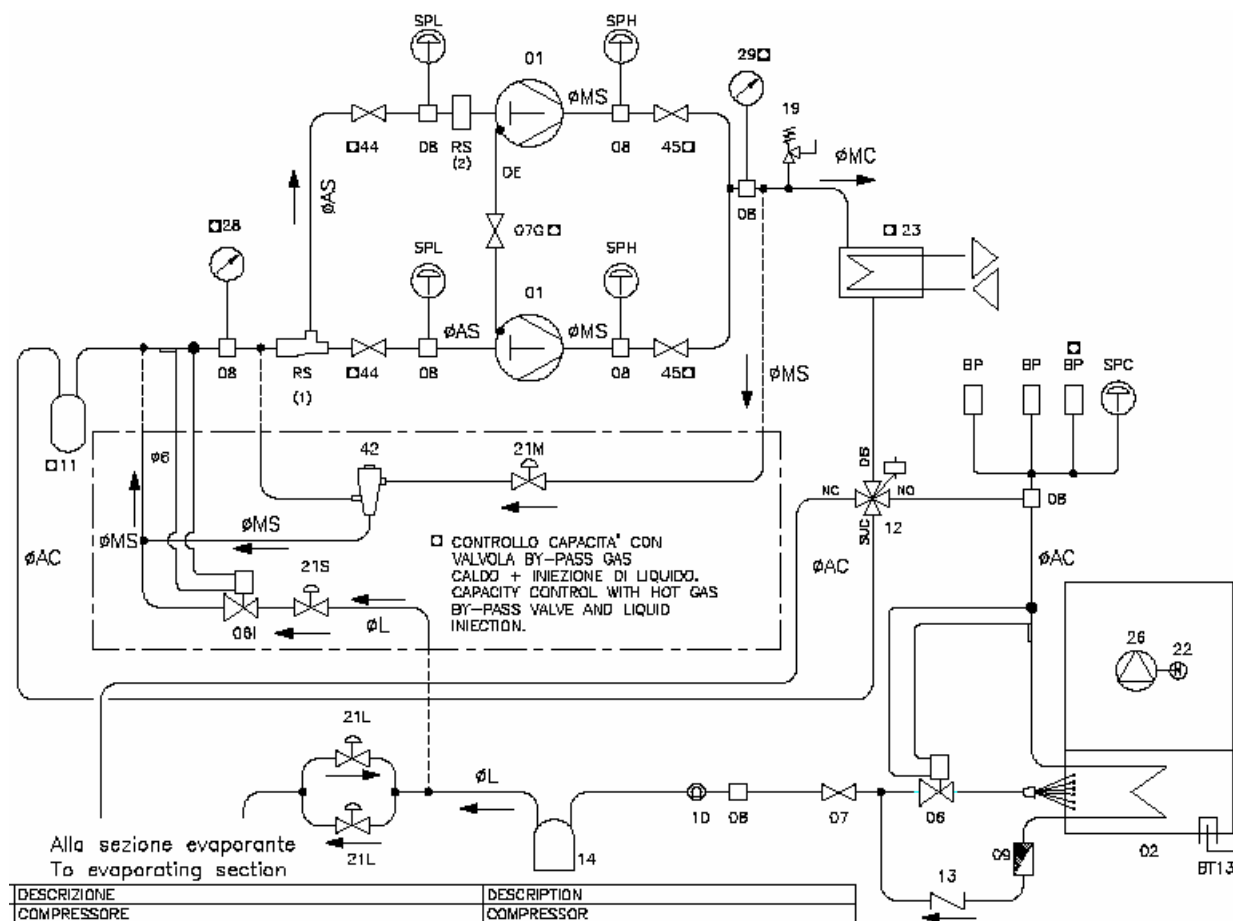 SPL
SPH
01
29
ØMS
19
ØMC
44
08
RS
(2)
08
45
OE
ØAS
08
28
07G
23
SPL
SPH
01
ØAS
ØMS
08
RS
(1)
44
08
08
45
ØMS
BP
BP
BP
SPC
11
Ø6
42
21M
DIS
NC
NO
08
SUC
12
ØMS
ØMS
ØAC
21S
ØAC
ØAC
CONTROLLO CAPACITA' CON
VALVOLA BY-PASS GAS
CALDO + INIEZIONE DI LIQUIDO.
CAPACITY CONTROL WITH HOT GAS
BY-PASS VALVE AND LIQUID
INJECTION.
06I
ØL
26
22
21L
ØL
21L
14
10
08
07
06
09
02
BT13
13
Alla sezione evaporante
To evaporating section
DESCRIZIONE
DESCRIPTION
COMPRESSORE
COMPRESSOR